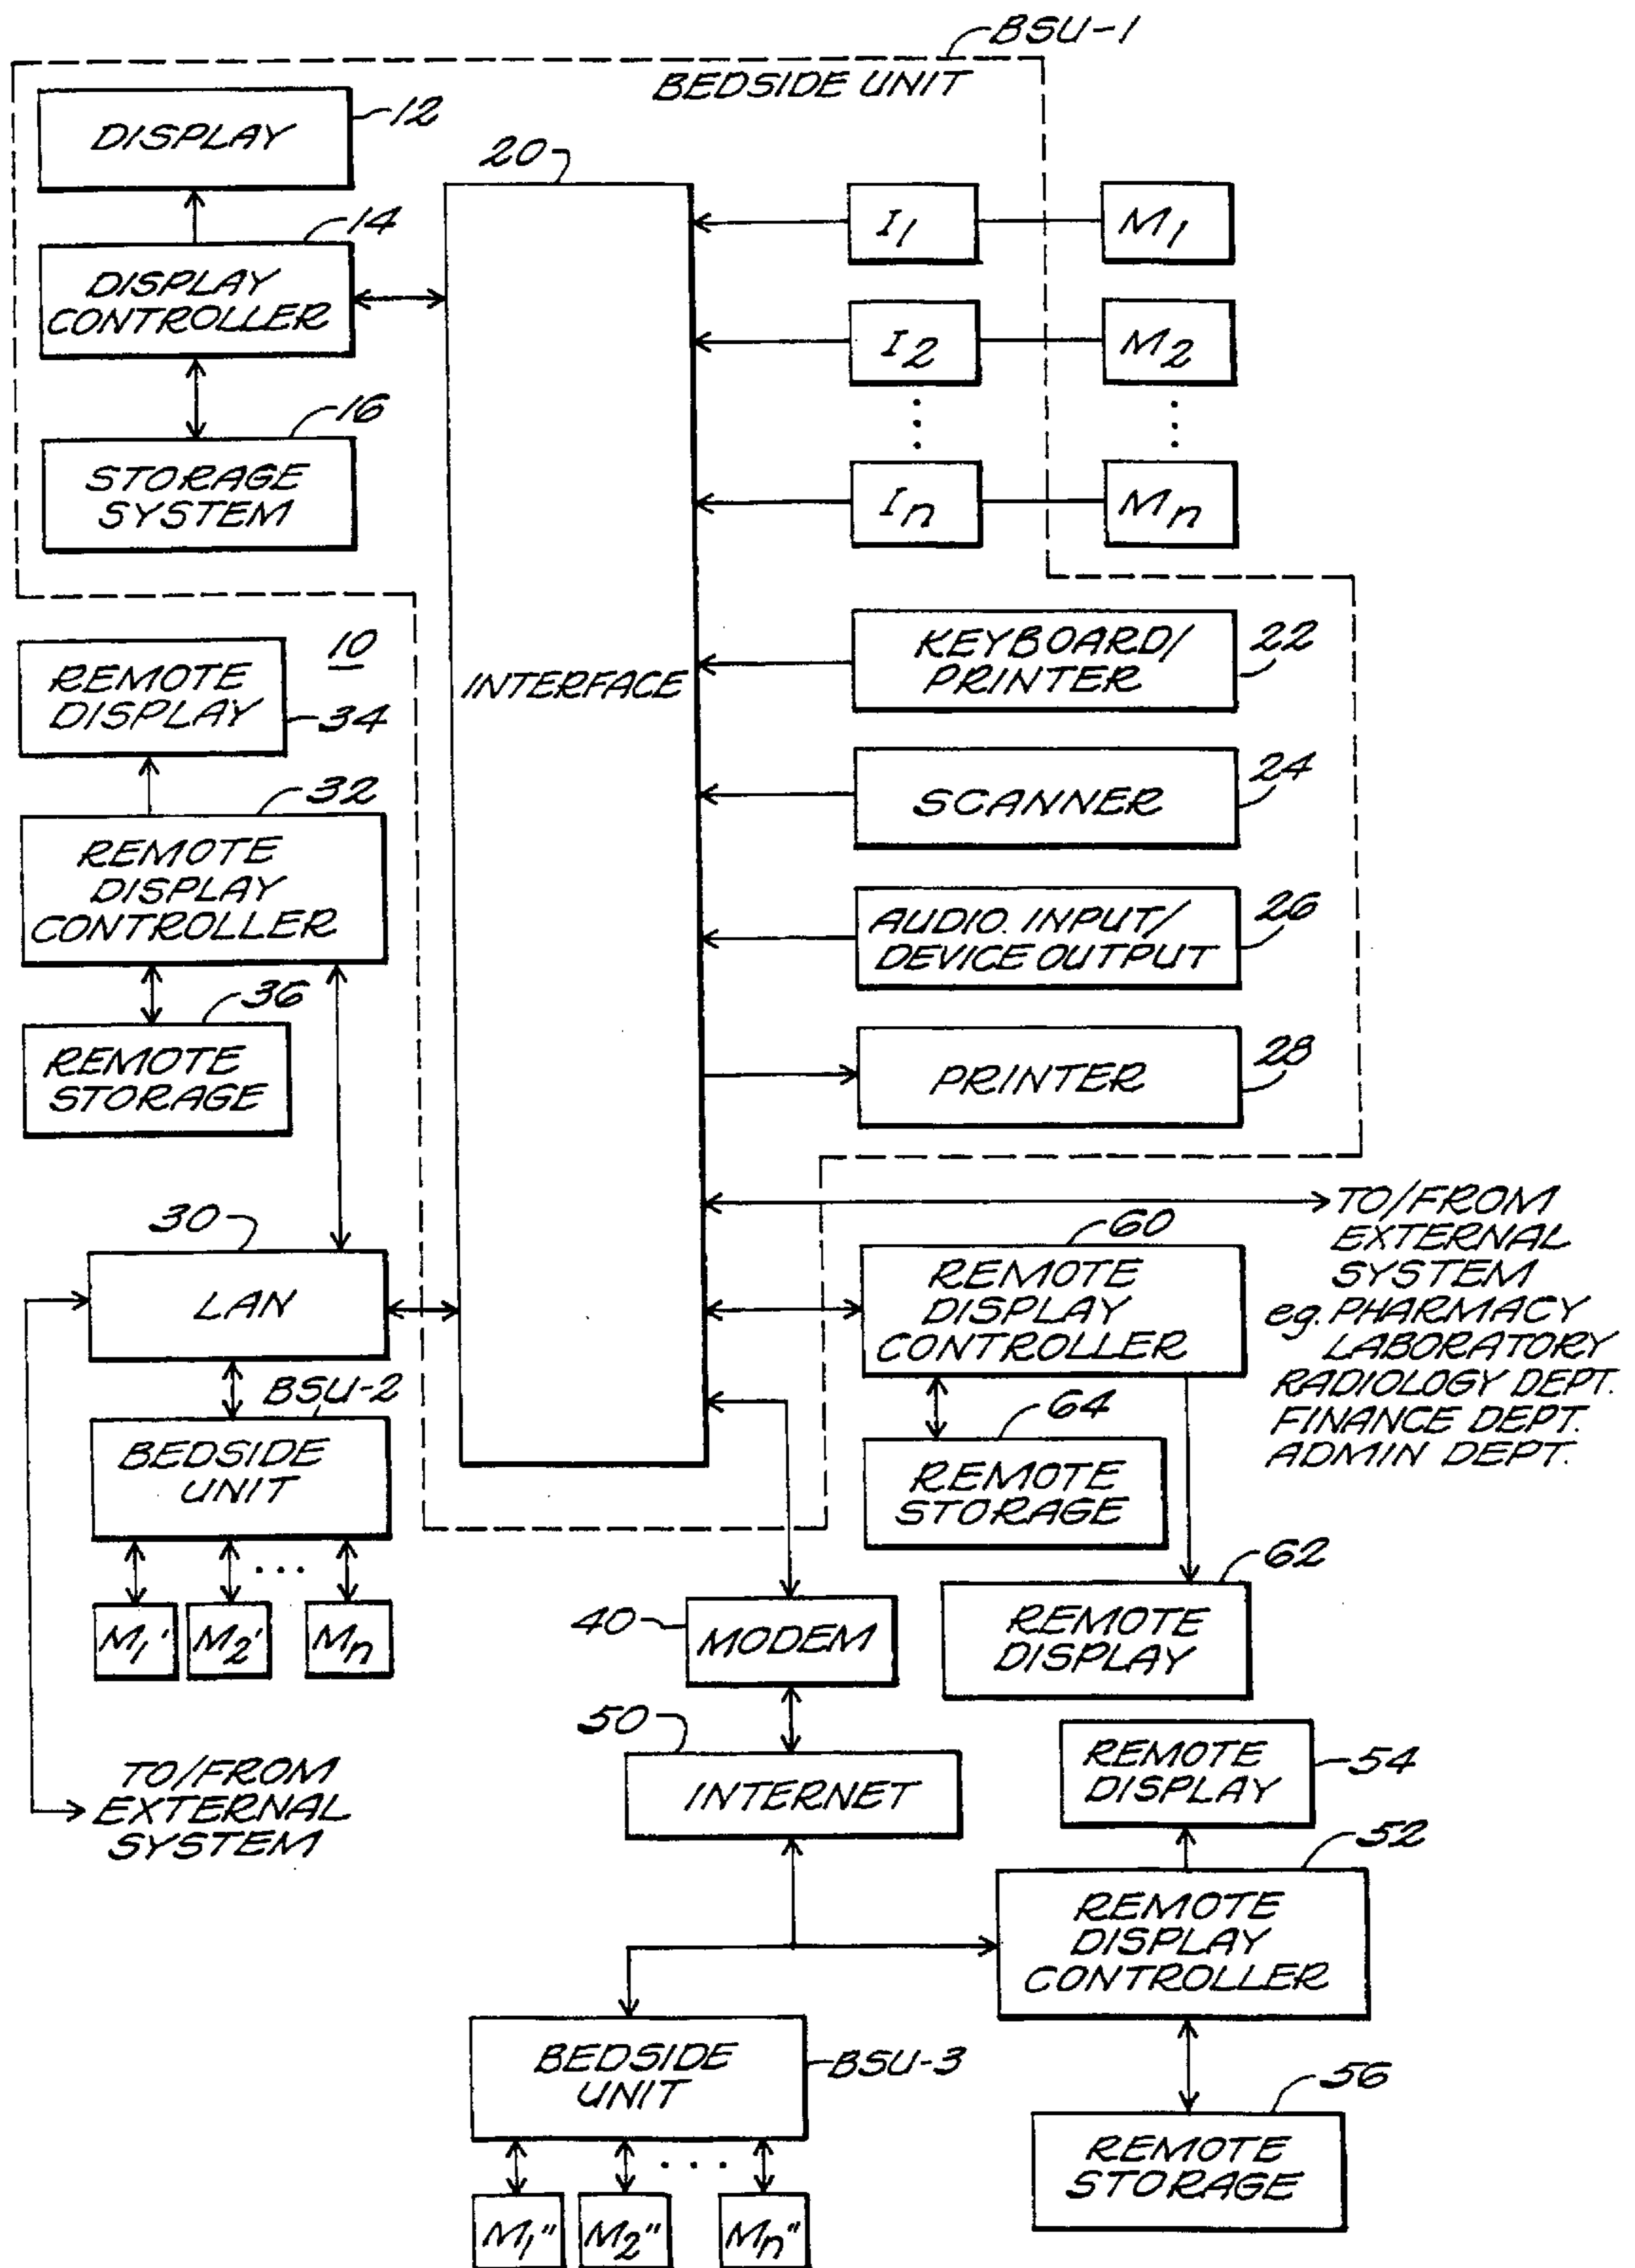 BSU-1
BEDSIDE UNIT
DISPLAY
12
20
14
DISPLAY
CONTROLLER
16
STORAGE
SYSTEM
INTERFACE
I1
M1
I2
M2
In
Mn
KEYBOARD/
PRINTER
22
SCANNER
24
AUDIO. INPUT/
DEVICE OUTPUT
26
PRINTER
28
10
REMOTE
DISPLAY
34
32
REMOTE
DISPLAY
CONTROLLER
36
REMOTE
STORAGE
30
LAN
BSU-2
BEDSIDE
UNIT
M1'
M2'
Mn
TO/FROM
EXTERNAL
SYSTEM
TO/FROM
EXTERNAL
SYSTEM
eg. PHARMACY
LABORATORY
RADIOLOGY DEPT.
FINANCE DEPT.
ADMIN DEPT.
60
REMOTE
DISPLAY
CONTROLLER
64
REMOTE
STORAGE
62
REMOTE
DISPLAY
40
MODEM
50
INTERNET
REMOTE
DISPLAY
54
52
REMOTE
DISPLAY
CONTROLLER
BEDSIDE
UNIT
BSU-3
56
REMOTE
STORAGE
M1"
M2"
Mn"